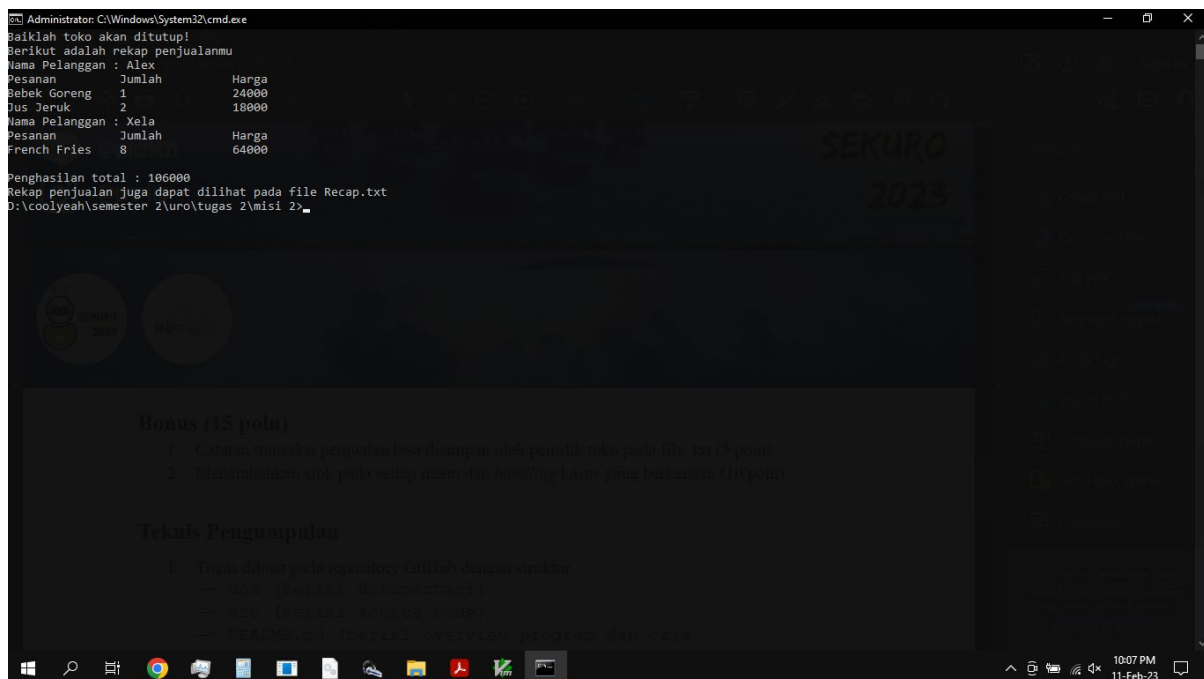 Administrator: C:\Windows\System32\cmd.exe
Baiklah toko akan ditutup!
Berikut adalah rekap penjualanmu
Nama Pelanggan : Alex
Pesanan Jumlah Harga
Bebek Goreng 1 24000
Jus Jeruk 2 18000
Nama Pelanggan : Xela
Pesanan Jumlah Harga
French Fries 8 64000
Penghasilan total : 106000
Rekap penjualan juga dapat dilihat pada file Recap.txt
D:\coolyeah\semester 2\uro\tugas 2\misi 2>
SEKURO
2023
SEKURO
2023
Bonus (15 poin)
1. Catatan transaksi penjualan bisa disimpan oleh pemilik toko pada file .txt (5 poin)
2. Menambahkan stok pada setiap menu dan handling kasus yang berkenaan (10 poin)
Teknis Pengumpulan
1. Tugas dibuat pada repository GitHub dengan struktur
— doc (berisi dokumentasi)
— src (berisi source code)
— README.md (berisi overview program dan cara
10:07 PM
11-Feb-23